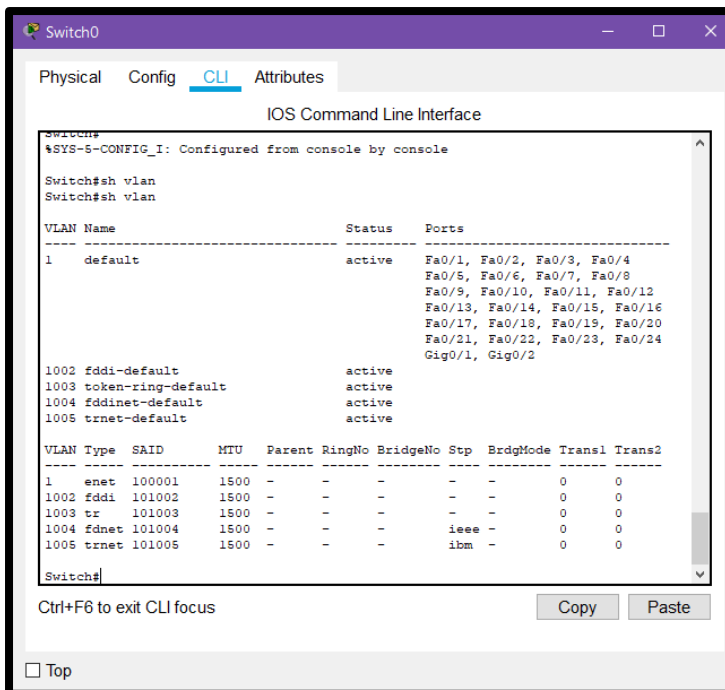 Switch0
Physical Config CLI Attributes
IOS Command Line Interface
Switch#
%SYS-5-CONFIG_I: Configured from console by console
Switch#sh vlan
Switch#sh vlan
VLAN Name Status Ports
---- -------------------------------- --------- -------------------------------
1 default active Fa0/1, Fa0/2, Fa0/3, Fa0/4
Fa0/5, Fa0/6, Fa0/7, Fa0/8
Fa0/9, Fa0/10, Fa0/11, Fa0/12
Fa0/13, Fa0/14, Fa0/15, Fa0/16
Fa0/17, Fa0/18, Fa0/19, Fa0/20
Fa0/21, Fa0/22, Fa0/23, Fa0/24
Gig0/1, Gig0/2
1002 fddi-default active
1003 token-ring-default active
1004 fddinet-default active
1005 trnet-default active
VLAN Type SAID MTU Parent RingNo BridgeNo Stp BrdgMode Trans1 Trans2
---- ----- ---------- ----- ------ ------ -------- ---- -------- ------ ------
1 enet 100001 1500 - - - - - 0 0
1002 fddi 101002 1500 - - - - - 0 0
1003 tr 101003 1500 - - - - - 0 0
1004 fdnet 101004 1500 - - - ieee - 0 0
1005 trnet 101005 1500 - - - ibm - 0 0
Switch#
Ctrl+F6 to exit CLI focus
Copy Paste
Top